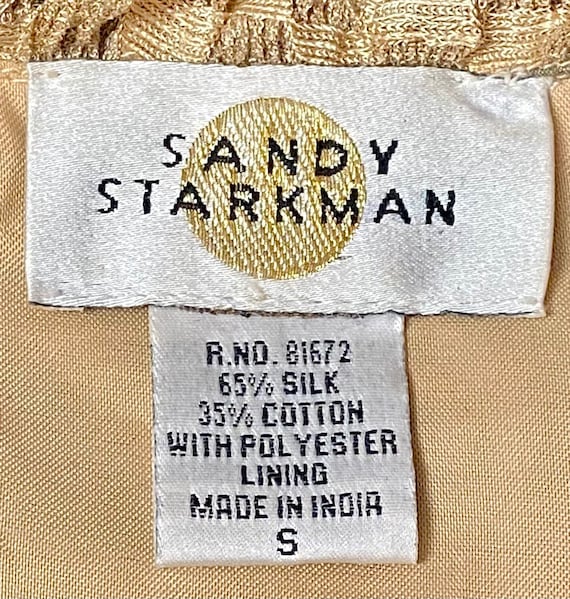 SANDY
STARKMAN
R.NO. 81672
65% SILK
35% COTTON
WITH POLYESTER
LINING
MADE IN INDIA
S